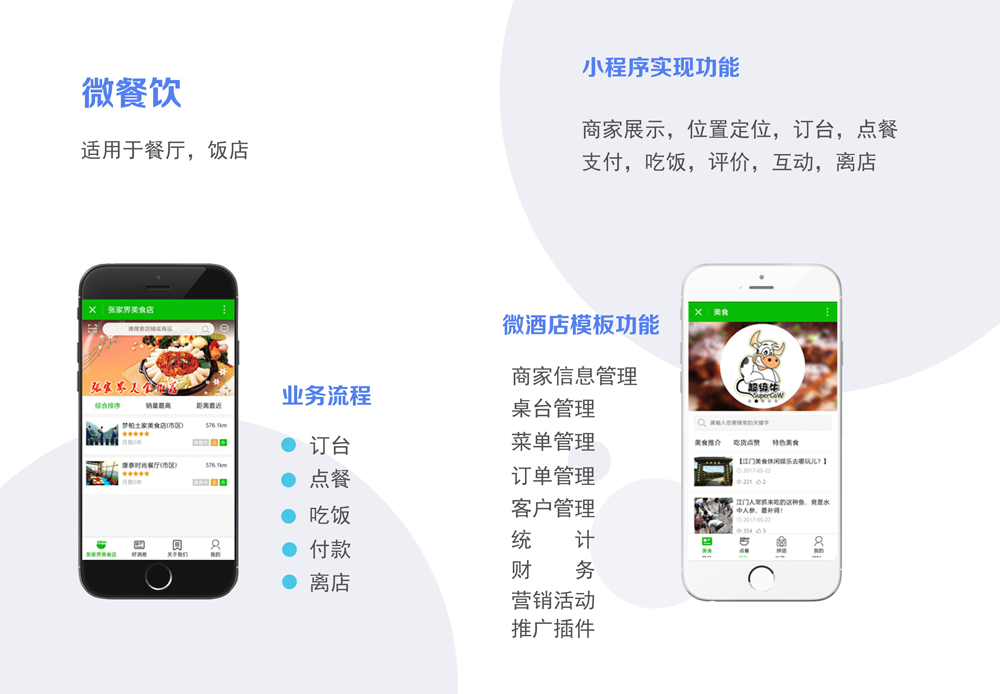 微餐饮
适用于餐厅，饭店
小程序实现功能
商家展示，位置定位，订台，点餐
支付，吃饭，评价，互动，离店
张家界美食店
请搜索店铺或商品
张家界美食
综合排序 销量最高 距离最近
梦帕土家美食店(市区) 576.1km
月售0单
康泰时尚餐厅(市区) 576.1km
月售0单
张家界美食店 好消息 关于我们 我的
业务流程
订台
点餐
吃饭
付款
离店
微酒店模板功能
商家信息管理
桌台管理
菜单管理
订单管理
客户管理
统 计
财 务
营销活动
推广插件
美食
超级牛
SuperCoW
请输入您要搜索的关键字
美食推介 吃货点赞 特色美食
【江门美食休闲娱乐去哪玩儿？】
2017-05-22
221 2
江门人常抓来吃的这种鱼，竟是水
中人参，最补肾！
2017-05-22
354 3
美食 点餐 拼团 我的